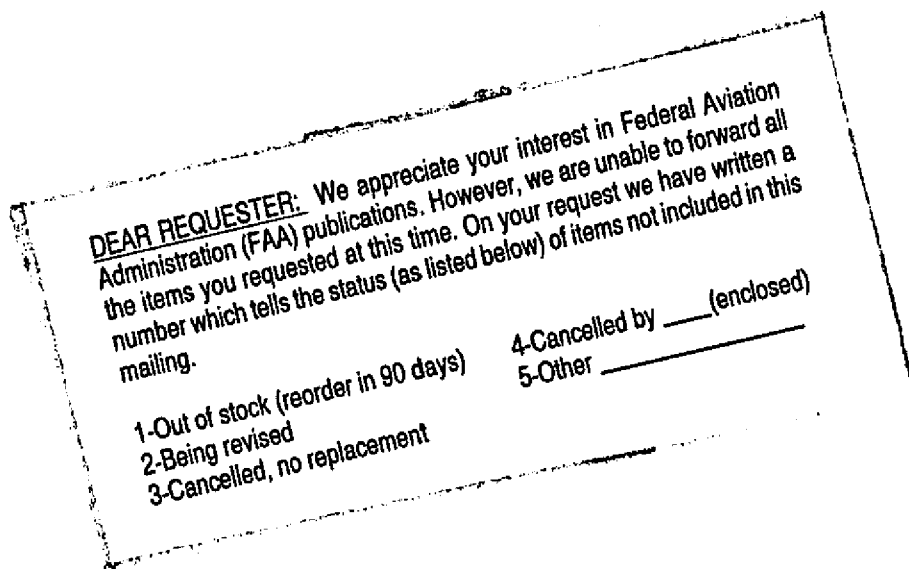 DEAR REQUESTER: We appreciate your interest in Federal Aviation
Administration (FAA) publications. However, we are unable to forward all
the items you requested at this time. On your request we have written a
number which tells the status (as listed below) of items not included in this
mailing.
1-Out of stock (reorder in 90 days)
2-Being revised
3-Cancelled, no replacement
4-Cancelled by ____(enclosed)
5-Other ____________